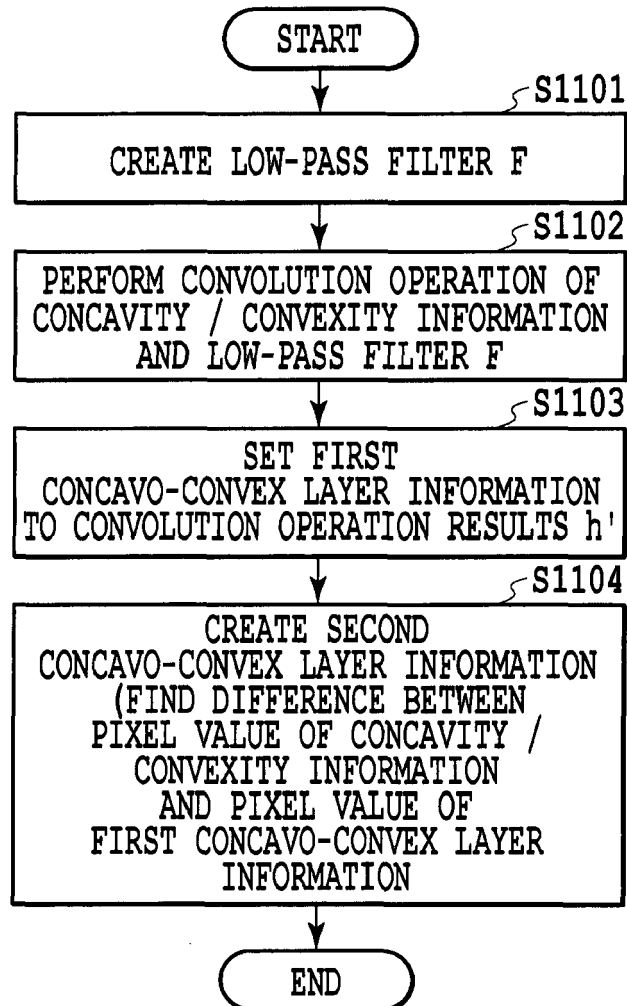 START
S1101
CREATE LOW-PASS FILTER F
S1102
PERFORM CONVOLUTION OPERATION OF
CONCAVITY / CONVEXITY INFORMATION
AND LOW-PASS FILTER F
S1103
SET FIRST
CONCAVO-CONVEX LAYER INFORMATION
TO CONVOLUTION OPERATION RESULTS h'
S1104
CREATE SECOND
CONCAVO-CONVEX LAYER INFORMATION
(FIND DIFFERENCE BETWEEN
PIXEL VALUE OF CONCAVITY /
CONVEXITY INFORMATION
AND PIXEL VALUE OF
FIRST CONCAVO-CONVEX LAYER
INFORMATION
END